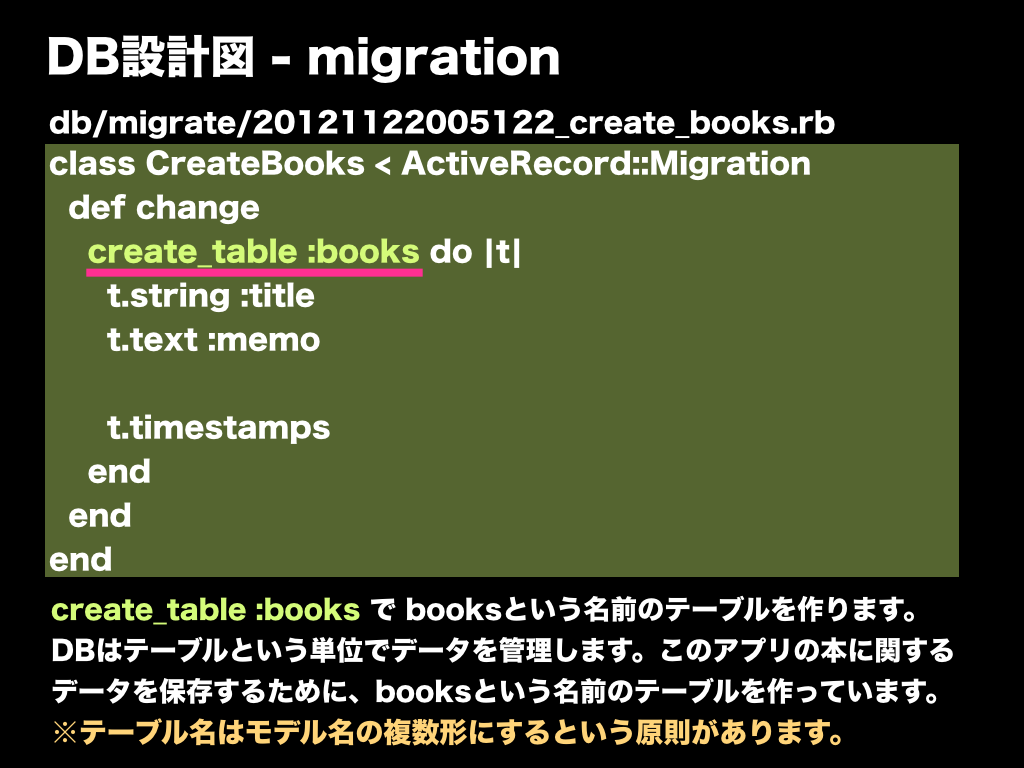 DB設計図 - migration
db/migrate/20121122005122_create_books.rb
class CreateBooks < ActiveRecord::Migration
  def change
    create_table :books do |t|
      t.string :title
      t.text :memo

      t.timestamps
    end
  end
end
create_table :books で booksという名前のテーブルを作ります。
DBはテーブルという単位でデータを管理します。このアプリの本に関する
データを保存するために、booksという名前のテーブルを作っています。
※テーブル名はモデル名の複数形にするという原則があります。